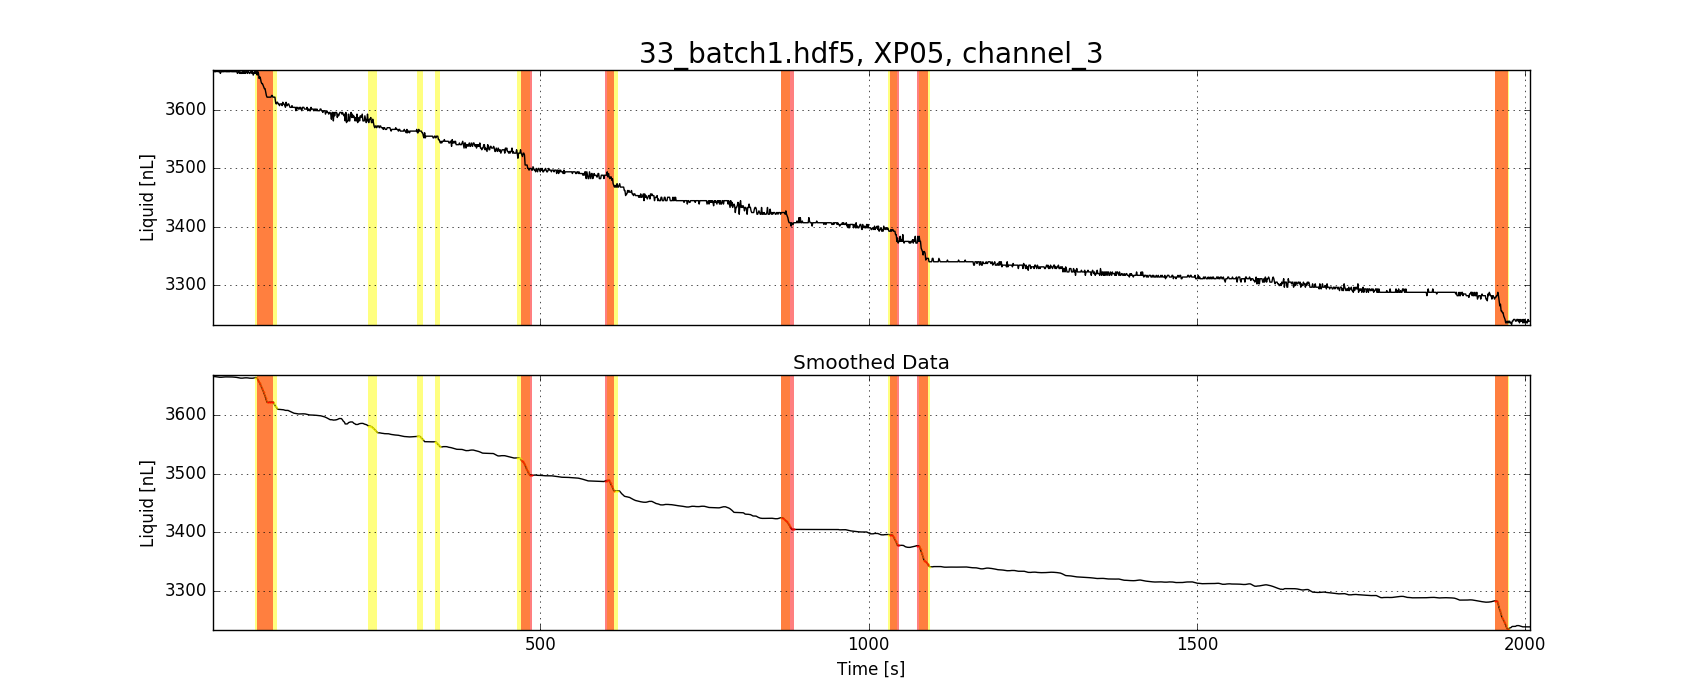 33_batch1.hdf5, XP05, channel_3
3600
3500
3400
3300
Liquid [nL]
Smoothed Data
3600
3500
3400
3300
Liquid [nL]
500
1000
1500
2000
Time [s]